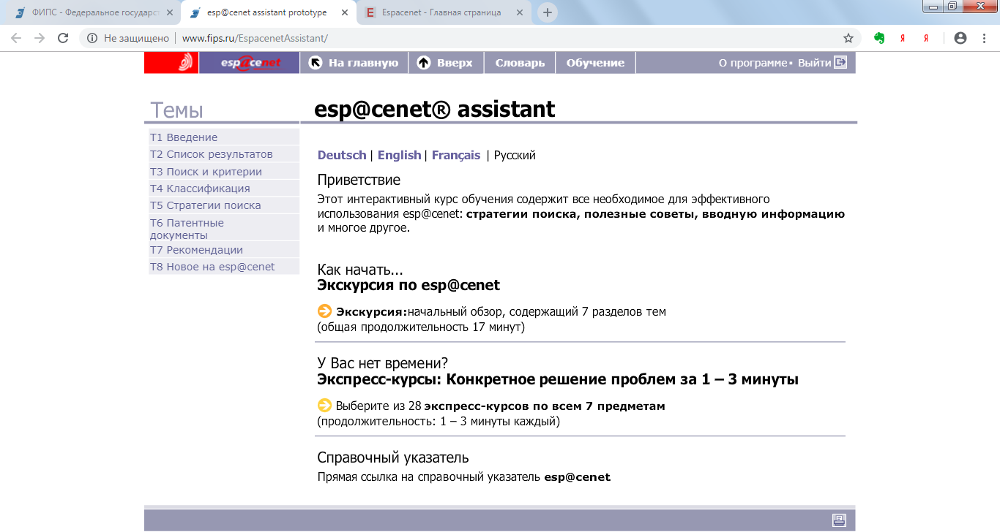 ФИПС - Федеральное государст
esp@cenet assistant prototype
Espacenet - Главная страница
Не защищено
www.fips.ru/EspacenetAssistant/
esp@cenet
На главную
Вверх
Словарь
Обучение
О программе
Выйти
Темы
esp@cenet® assistant
T1 Введение
T2 Список результатов
T3 Поиск и критерии
T4 Классификация
T5 Стратегии поиска
T6 Патентные
документы
T7 Рекомендации
T8 Новое на esp@cenet
Deutsch | English | Français | Русский
Приветствие
Этот интерактивный курс обучения содержит все необходимое для эффективного
использования esp@cenet: стратегии поиска, полезные советы, вводную информацию
и многое другое.
Как начать...
Экскурсия по esp@cenet
Экскурсия:начальный обзор, содержащий 7 разделов тем
(общая продолжительность 17 минут)
У Вас нет времени?
Экспресс-курсы: Конкретное решение проблем за 1 – 3 минуты
Выберите из 28 экспресс-курсов по всем 7 предметам
(продолжительность: 1 – 3 минуты каждый)
Справочный указатель
Прямая ссылка на справочный указатель esp@cenet